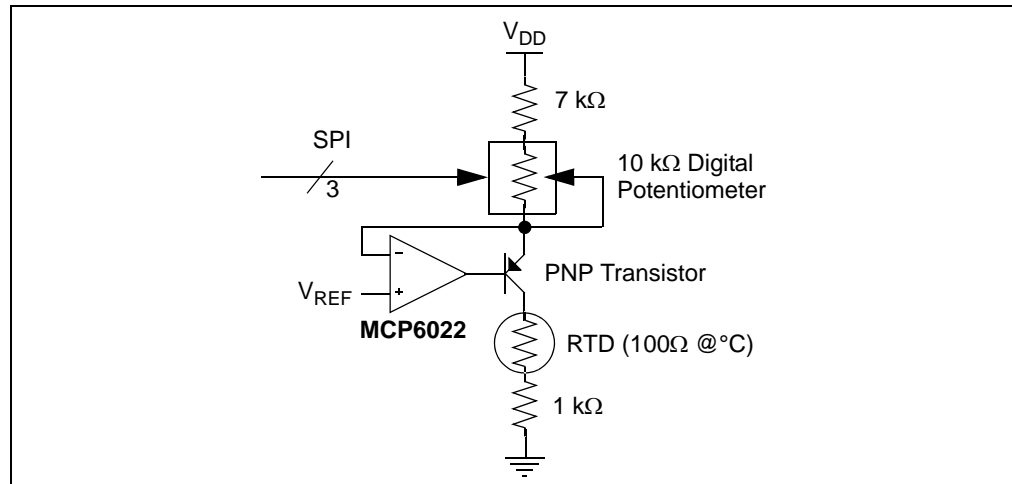 VDD
7 kΩ
SPI
3
10 kΩ Digital
Potentiometer
-
PNP Transistor
VREF
+
MCP6022
RTD (100Ω @°C)
1 kΩ